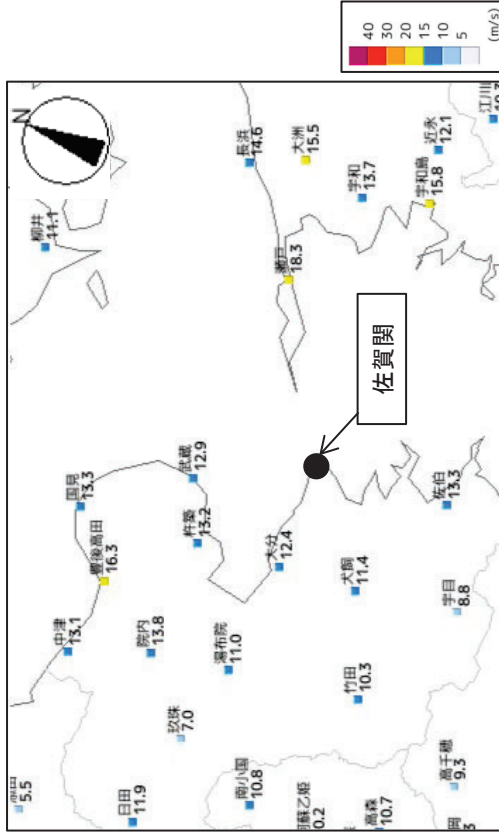 N
柳井
11.1
長浜
14.6
大洲
15.5
瀬戸
18.3
宇和
13.7
宇和島
15.8
近永
12.1
江川
国見
13.3
武蔵
12.9
豊後高田
16.3
杵築
13.2
中津
13.1
院内
13.8
大分
12.4
佐賀関
湯布院
11.0
玖珠
7.0
犬飼
11.4
佐伯
13.3
宇目
8.8
竹田
10.3
5.5
日田
11.9
南小国
10.8
蘇乙姫
0.2
高森
10.7
高千穂
9.3
岡
3
40
30
20
15
10
5
(m/s)